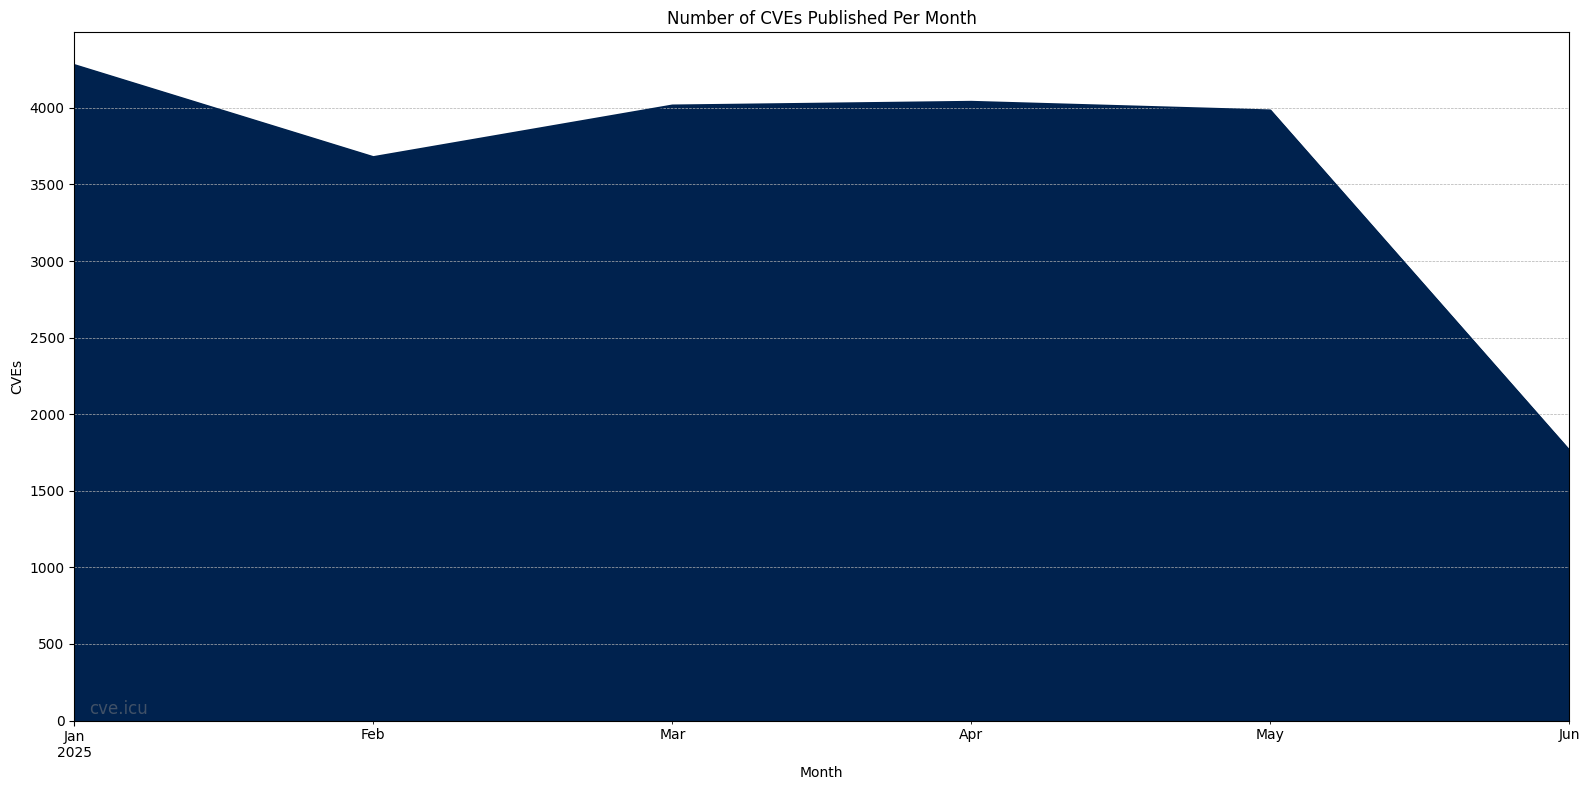 Number of CVEs Published Per Month
CVEs
4000
3500
3000
2500
2000
1500
1000
500
0
cve.icu
Jan Feb Mar Apr May Jun
2025
Month